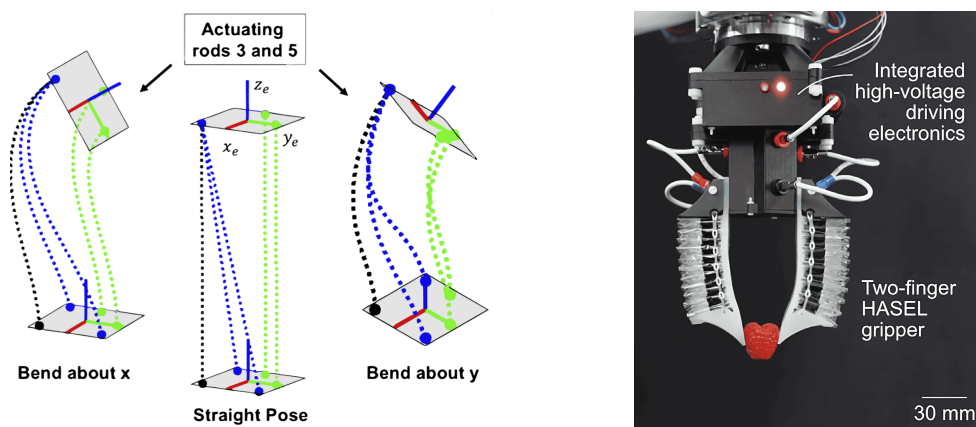 Actuating
rods 3 and 5
z_e
x_e
y_e
Bend about x
Straight Pose
Bend about y
Integrated
high-voltage
driving
electronics
Two-finger
HASEL
gripper
30 mm